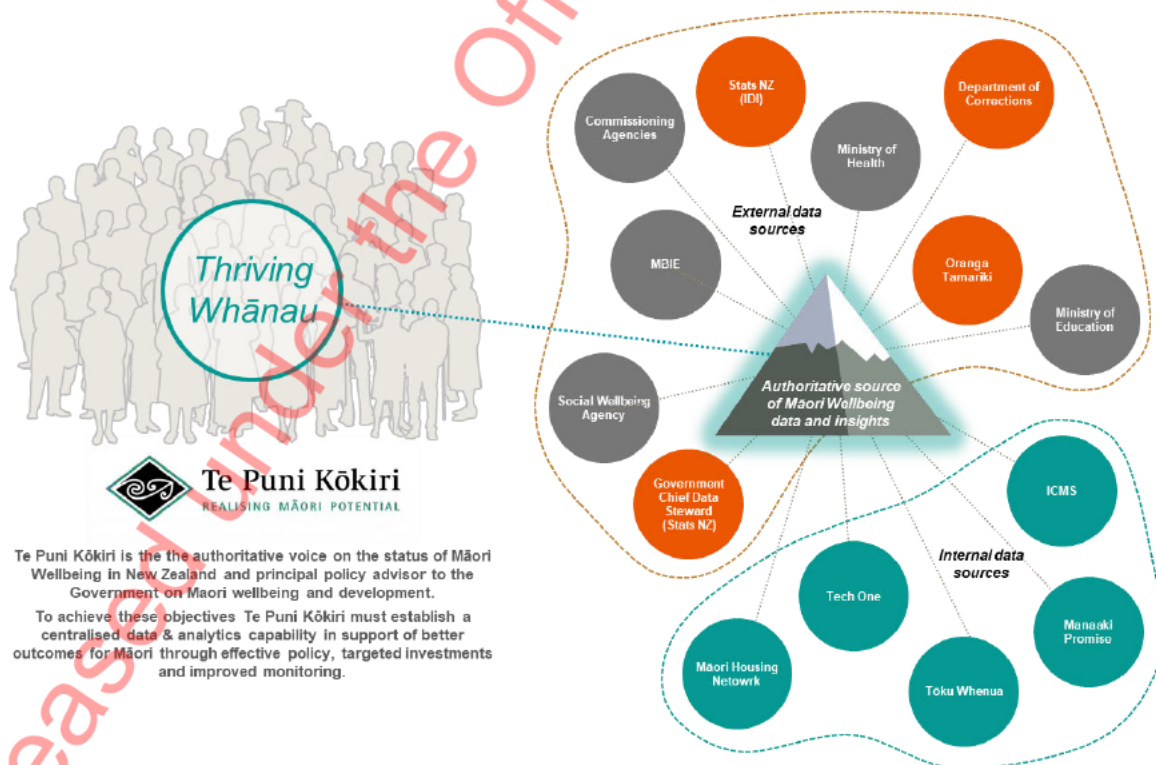 eased under the Of
Thriving
Whānau
Te Puni Kōkiri
REALISING MĀORI POTENTIAL
Te Puni Kōkiri is the the authoritative voice on the status of Māori
Wellbeing in New Zealand and principal policy advisor to the
Government on Maori wellbeing and development.
To achieve these objectives Te Puni Kōkiri must establish a
centralised data & analytics capability in support of better
outcomes for Māori through effective policy, targeted investments
and improved monitoring.
Commissioning
Agencies
Stats NZ
(IDI)
Ministry of
Health
Department of
Corrections
External data
sources
MBIE
Oranga
Tamariki
Ministry of
Education
Social Wellbeing
Agency
Authoritative source
of Māori Wellbeing
data and insights
Government
Chief Data
Steward
(Stats NZ)
ICMS
Internal data
sources
Tech One
Manaaki
Promise
Māori Housing
Netowrk
Toku Whenua